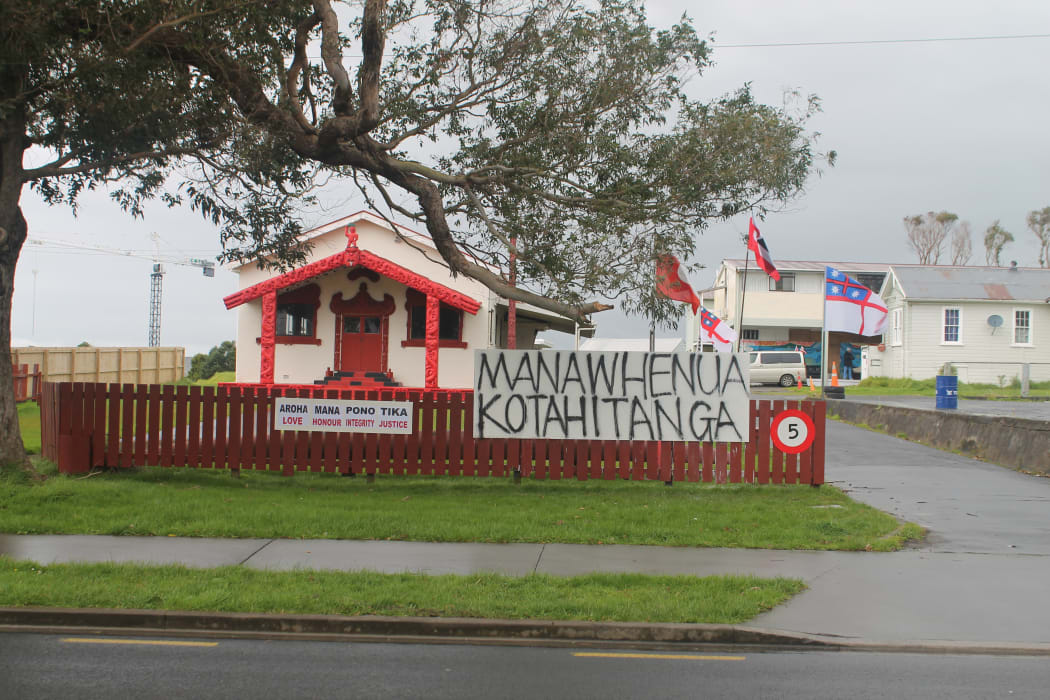 AROHA MANA PONO TIKA
LOVE HONOUR INTEGRITY JUSTICE
MANAWHENUA
KOTAHITANGA
5